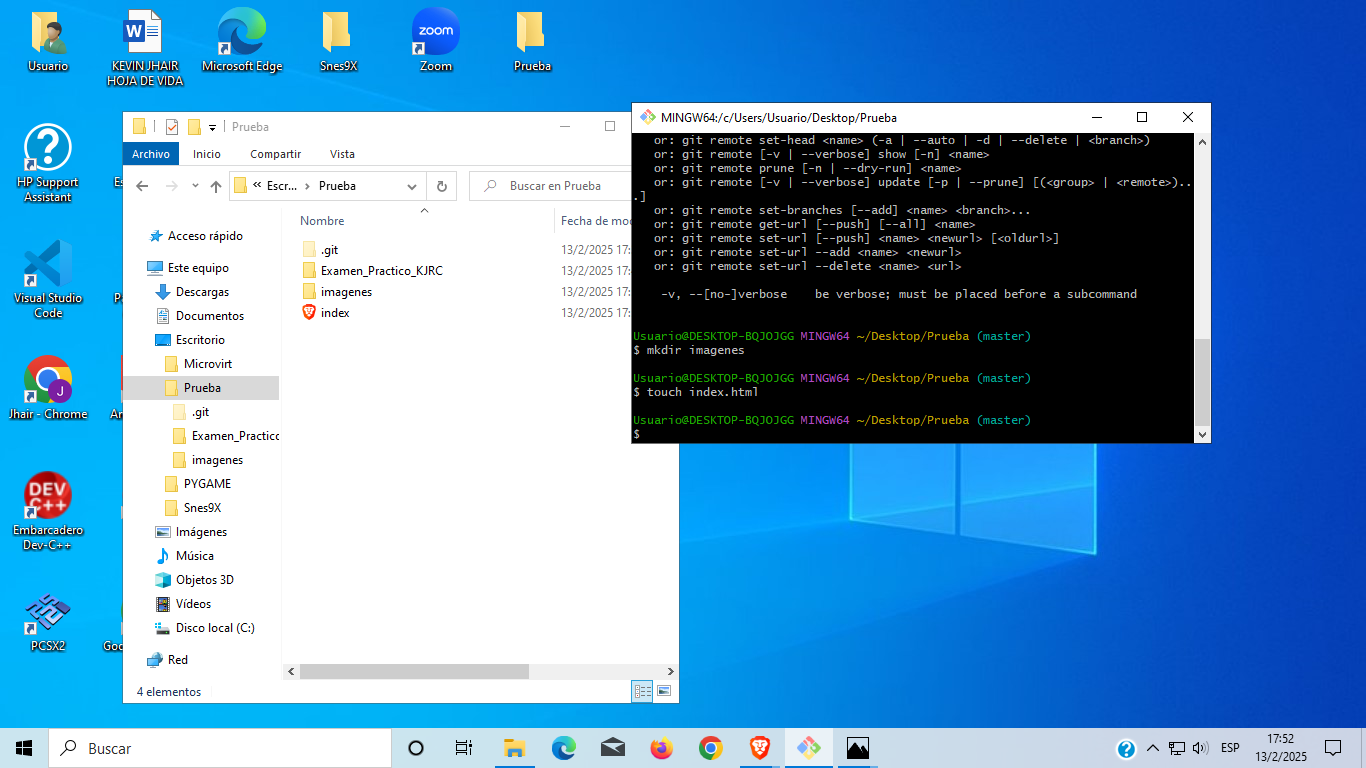 Usuario
KEVIN JHAIR
HOJA DE VIDA
Microsoft Edge
Snes9X
zoom
Zoom
Prueba
HP Support
Assistant
Visual Studio
Code
Jhair - Chrome
J
DEV
C++
Embarcadero
Dev-C++
PCSX2
Prueba
Archivo
Inicio
Compartir
Vista
« Escr... > Prueba
Buscar en Prueba
Nombre
Fecha de mo
.git 13/2/2025 17:
Examen_Practico_KJRC 13/2/2025 17:
imagenes 13/2/2025 17:
index 13/2/2025 17:
Acceso rápido
Este equipo
Descargas
Documentos
Escritorio
Microvirt
Prueba
.git
Examen_Practico
imagenes
PYGAME
Snes9X
Imágenes
Música
Objetos 3D
Vídeos
Disco local (C:)
Red
4 elementos
MINGW64:/c/Users/Usuario/Desktop/Prueba
or: git remote set-head <name> (-a | --auto | -d | --delete | <branch>)
or: git remote [-v | --verbose] show [-n] <name>
or: git remote prune [-n | --dry-run] <name>
or: git remote [-v | --verbose] update [-p | --prune] [(<group> | <remote>)..
.]
or: git remote set-branches [--add] <name> <branch>...
or: git remote get-url [--push] [--all] <name>
or: git remote set-url [--push] <name> <newurl> [<oldurl>]
or: git remote set-url --add <name> <newurl>
or: git remote set-url --delete <name> <url>
-v, --[no-]verbose    be verbose; must be placed before a subcommand
Usuario@DESKTOP-BQJOJGG MINGW64 ~/Desktop/Prueba (master)
$ mkdir imagenes
Usuario@DESKTOP-BQJOJGG MINGW64 ~/Desktop/Prueba (master)
$ touch index.html
Usuario@DESKTOP-BQJOJGG MINGW64 ~/Desktop/Prueba (master)
$
Buscar
ESP
17:52
13/2/2025